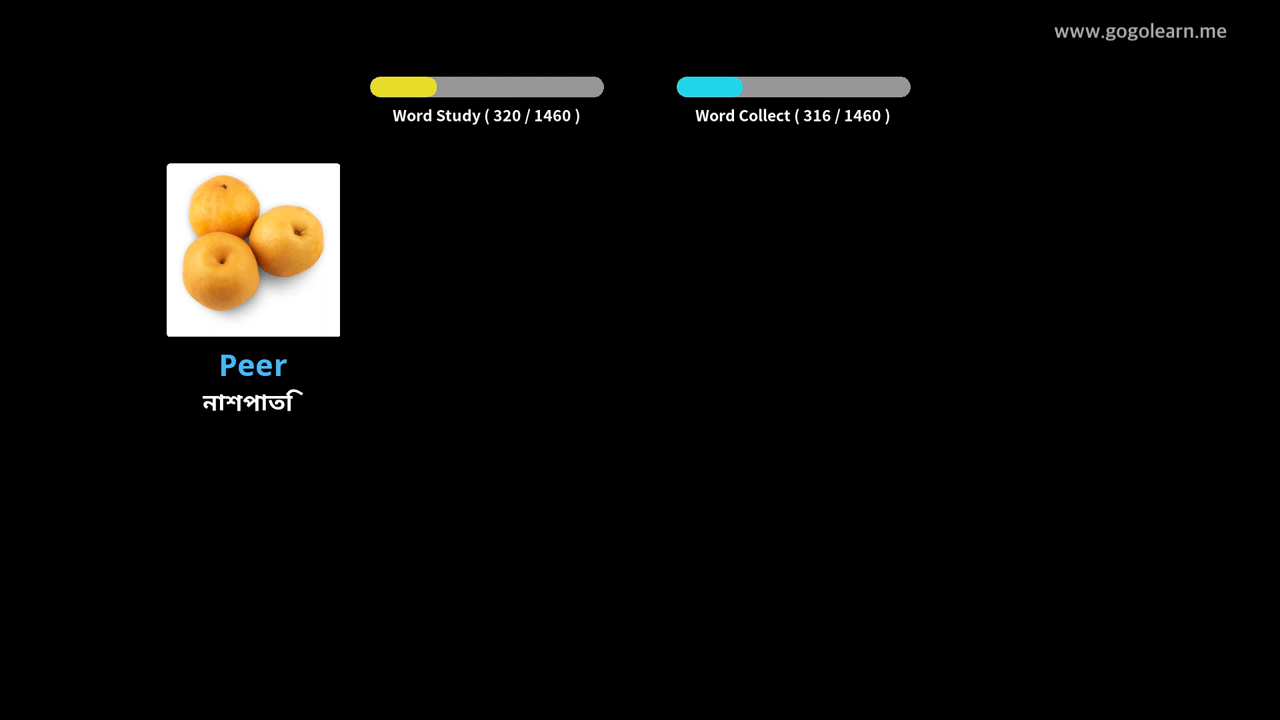 www.gogolearn.me
Word Study ( 320 / 1460 )
Word Collect ( 316 / 1460 )
Peer
নাশপাতি